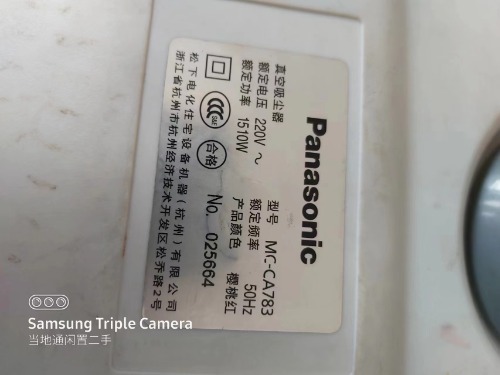 Panasonic
真空吸尘器 型号 MC-CA783
额定电压 220V～ 额定频率 50Hz
额定功率 1510W 产品颜色 樱桃红
CCC S&E 合格 No. 025664
松下电化住宅设备机器（杭州）有限公司
浙江省杭州市杭州经济技术开发区松乔路2号
Samsung Triple Camera
当地通闲置二手